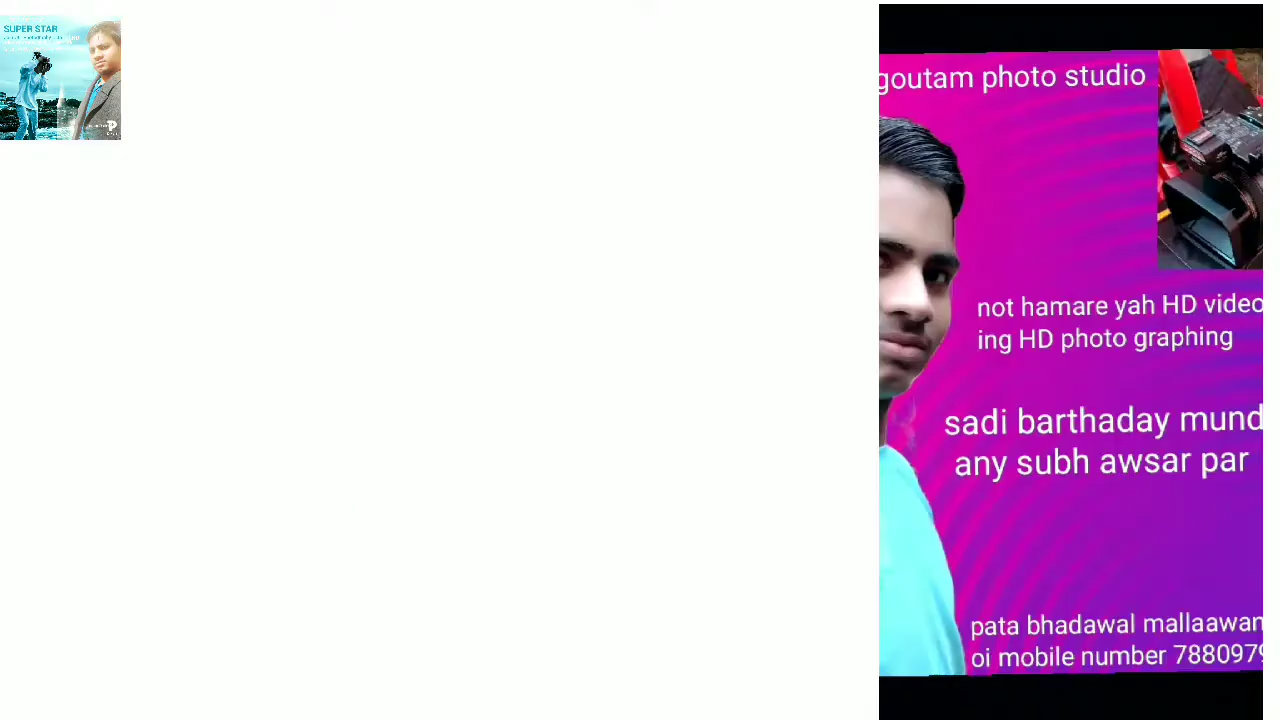 SUPER STAR
goutam photo studio
not hamare yah HD video
ing HD photo graphing
sadi barthaday mund
any subh awsar par
pata bhadawal mallaawan
oi mobile number 788097